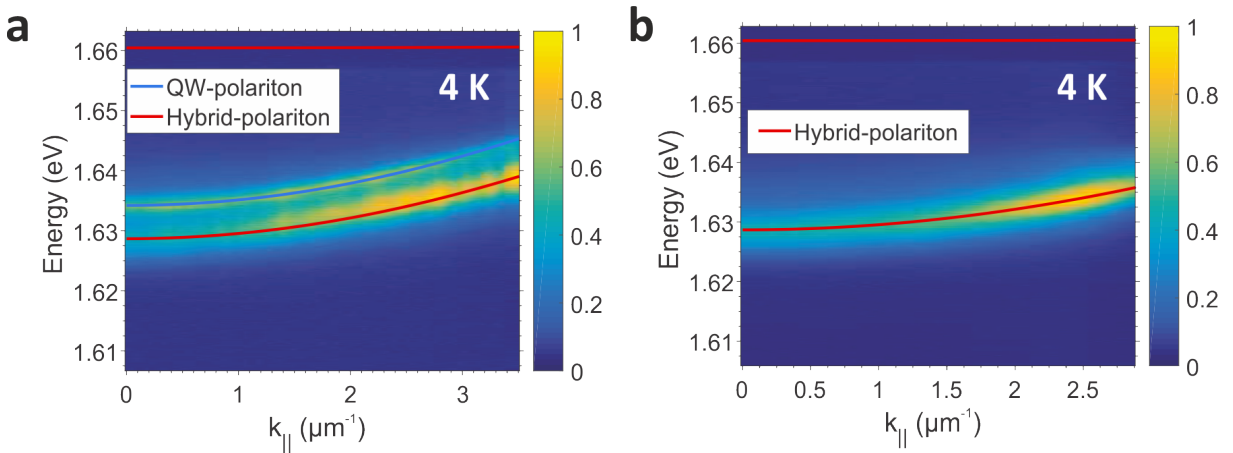 a
1.66
1.65
1.64
1.63
1.62
1.61
Energy (eV)
QW-polariton
Hybrid-polariton
4 K
0 1 2 3
k|| (µm-1)
1
0.8
0.6
0.4
0.2
0
b
1.66
1.65
1.64
1.63
1.62
1.61
Energy (eV)
Hybrid-polariton
4 K
0 0.5 1 1.5 2 2.5
k|| (µm-1)
1
0.8
0.6
0.4
0.2
0